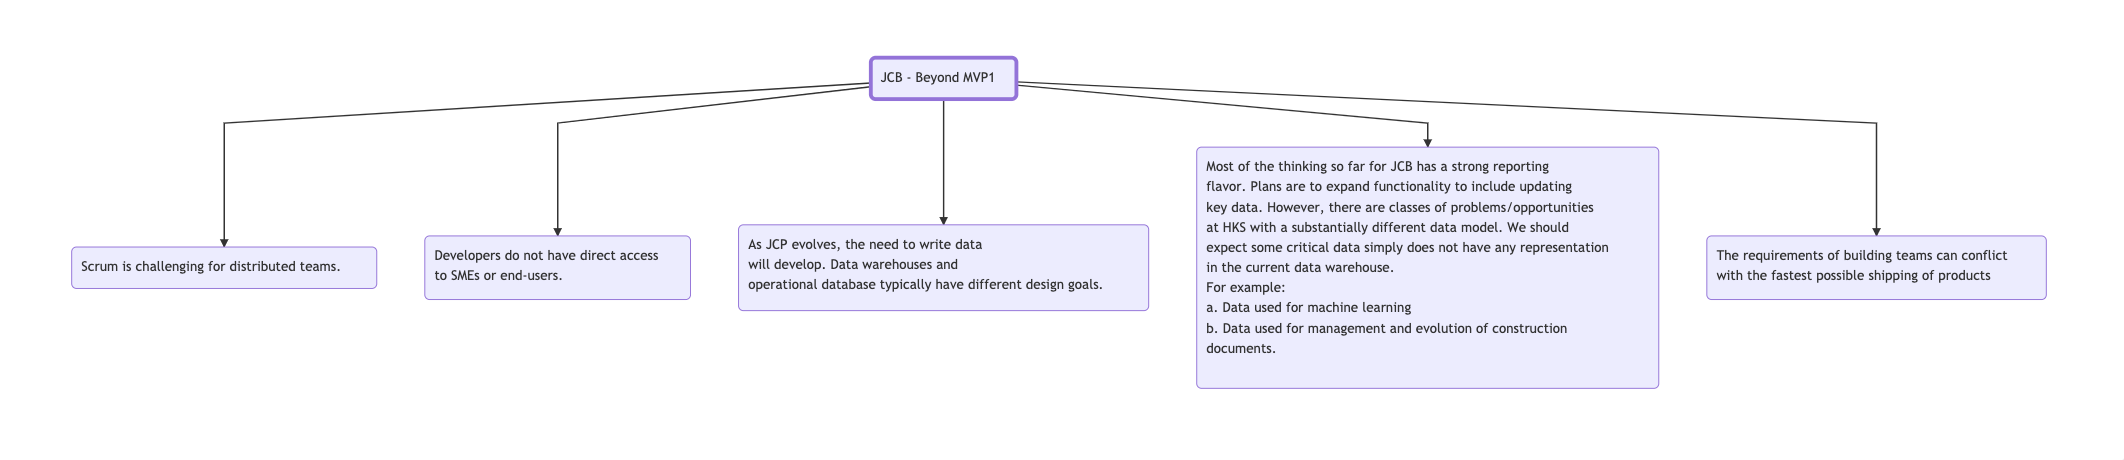 JCB - Beyond MVP1
Scrum is challenging for distributed teams.
Developers do not have direct access
to SMEs or end-users.
As JCP evolves, the need to write data
will develop. Data warehouses and
operational database typically have different design goals.
Most of the thinking so far for JCB has a strong reporting
flavor. Plans are to expand functionality to include updating
key data. However, there are classes of problems/opportunities
at HKS with a substantially different data model. We should
expect some critical data simply does not have any representation
in the current data warehouse.
For example:
a. Data used for machine learning
b. Data used for management and evolution of construction
documents.
The requirements of building teams can conflict
with the fastest possible shipping of products